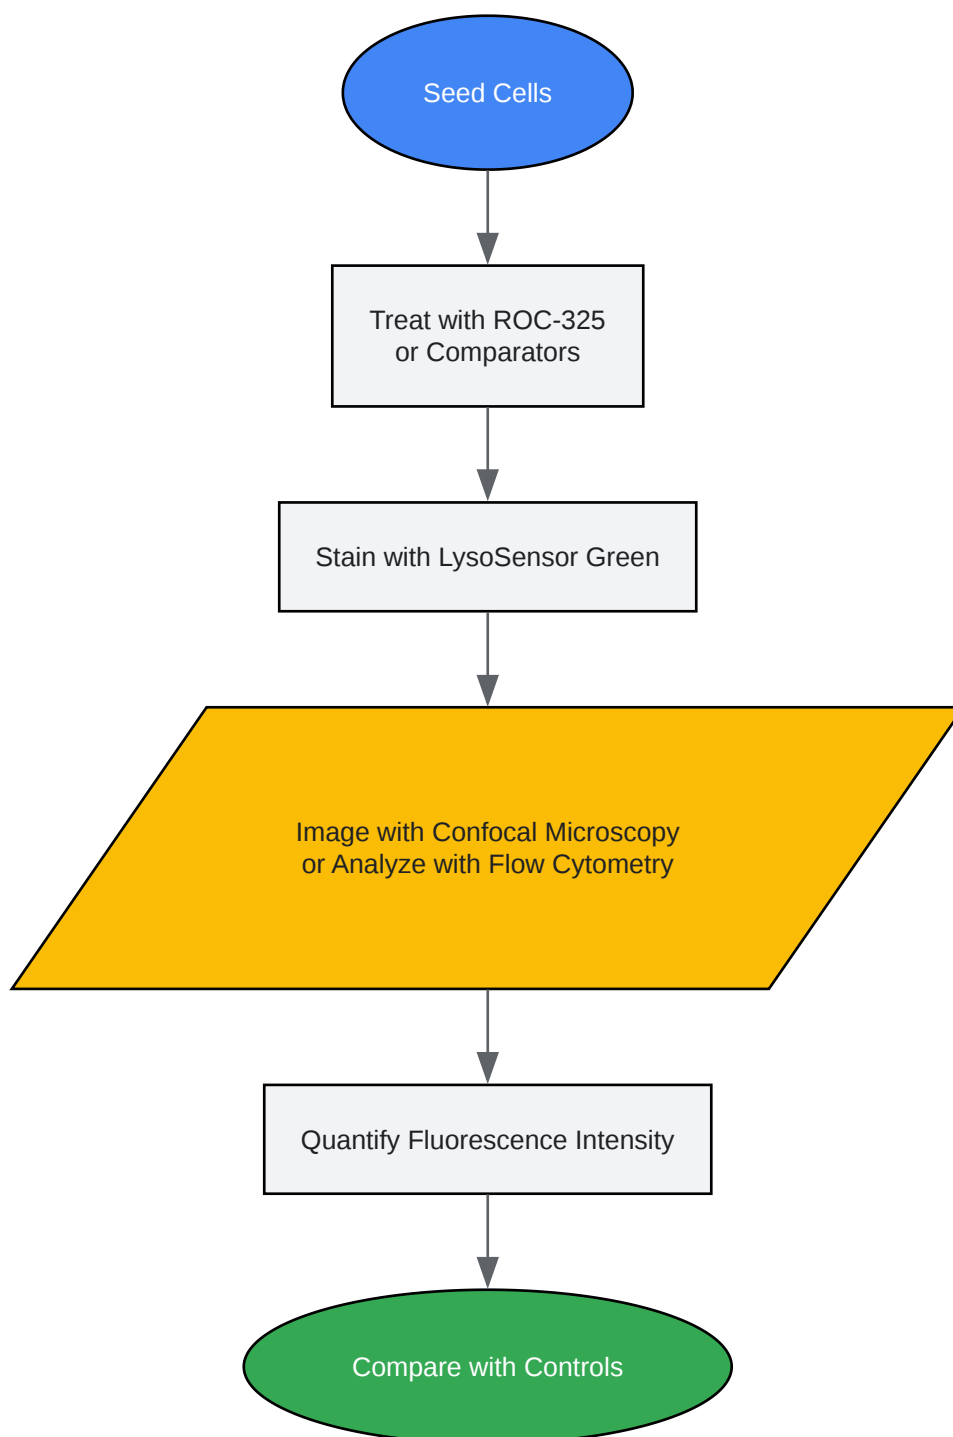 Seed Cells
Treat with ROC-325
or Comparators
Stain with LysoSensor Green
Image with Confocal Microscopy
or Analyze with Flow Cytometry
Quantify Fluorescence Intensity
Compare with Controls